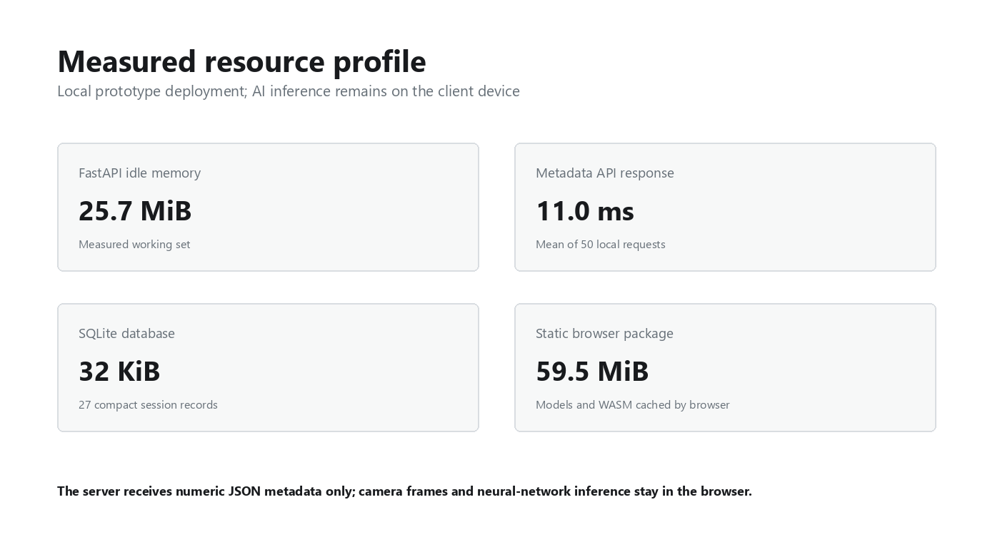 Measured resource profile
Local prototype deployment; AI inference remains on the client device
FastAPI idle memory
25.7 MiB
Measured working set
Metadata API response
11.0 ms
Mean of 50 local requests
SQLite database
32 KiB
27 compact session records
Static browser package
59.5 MiB
Models and WASM cached by browser
The server receives numeric JSON metadata only; camera frames and neural-network inference stay in the browser.